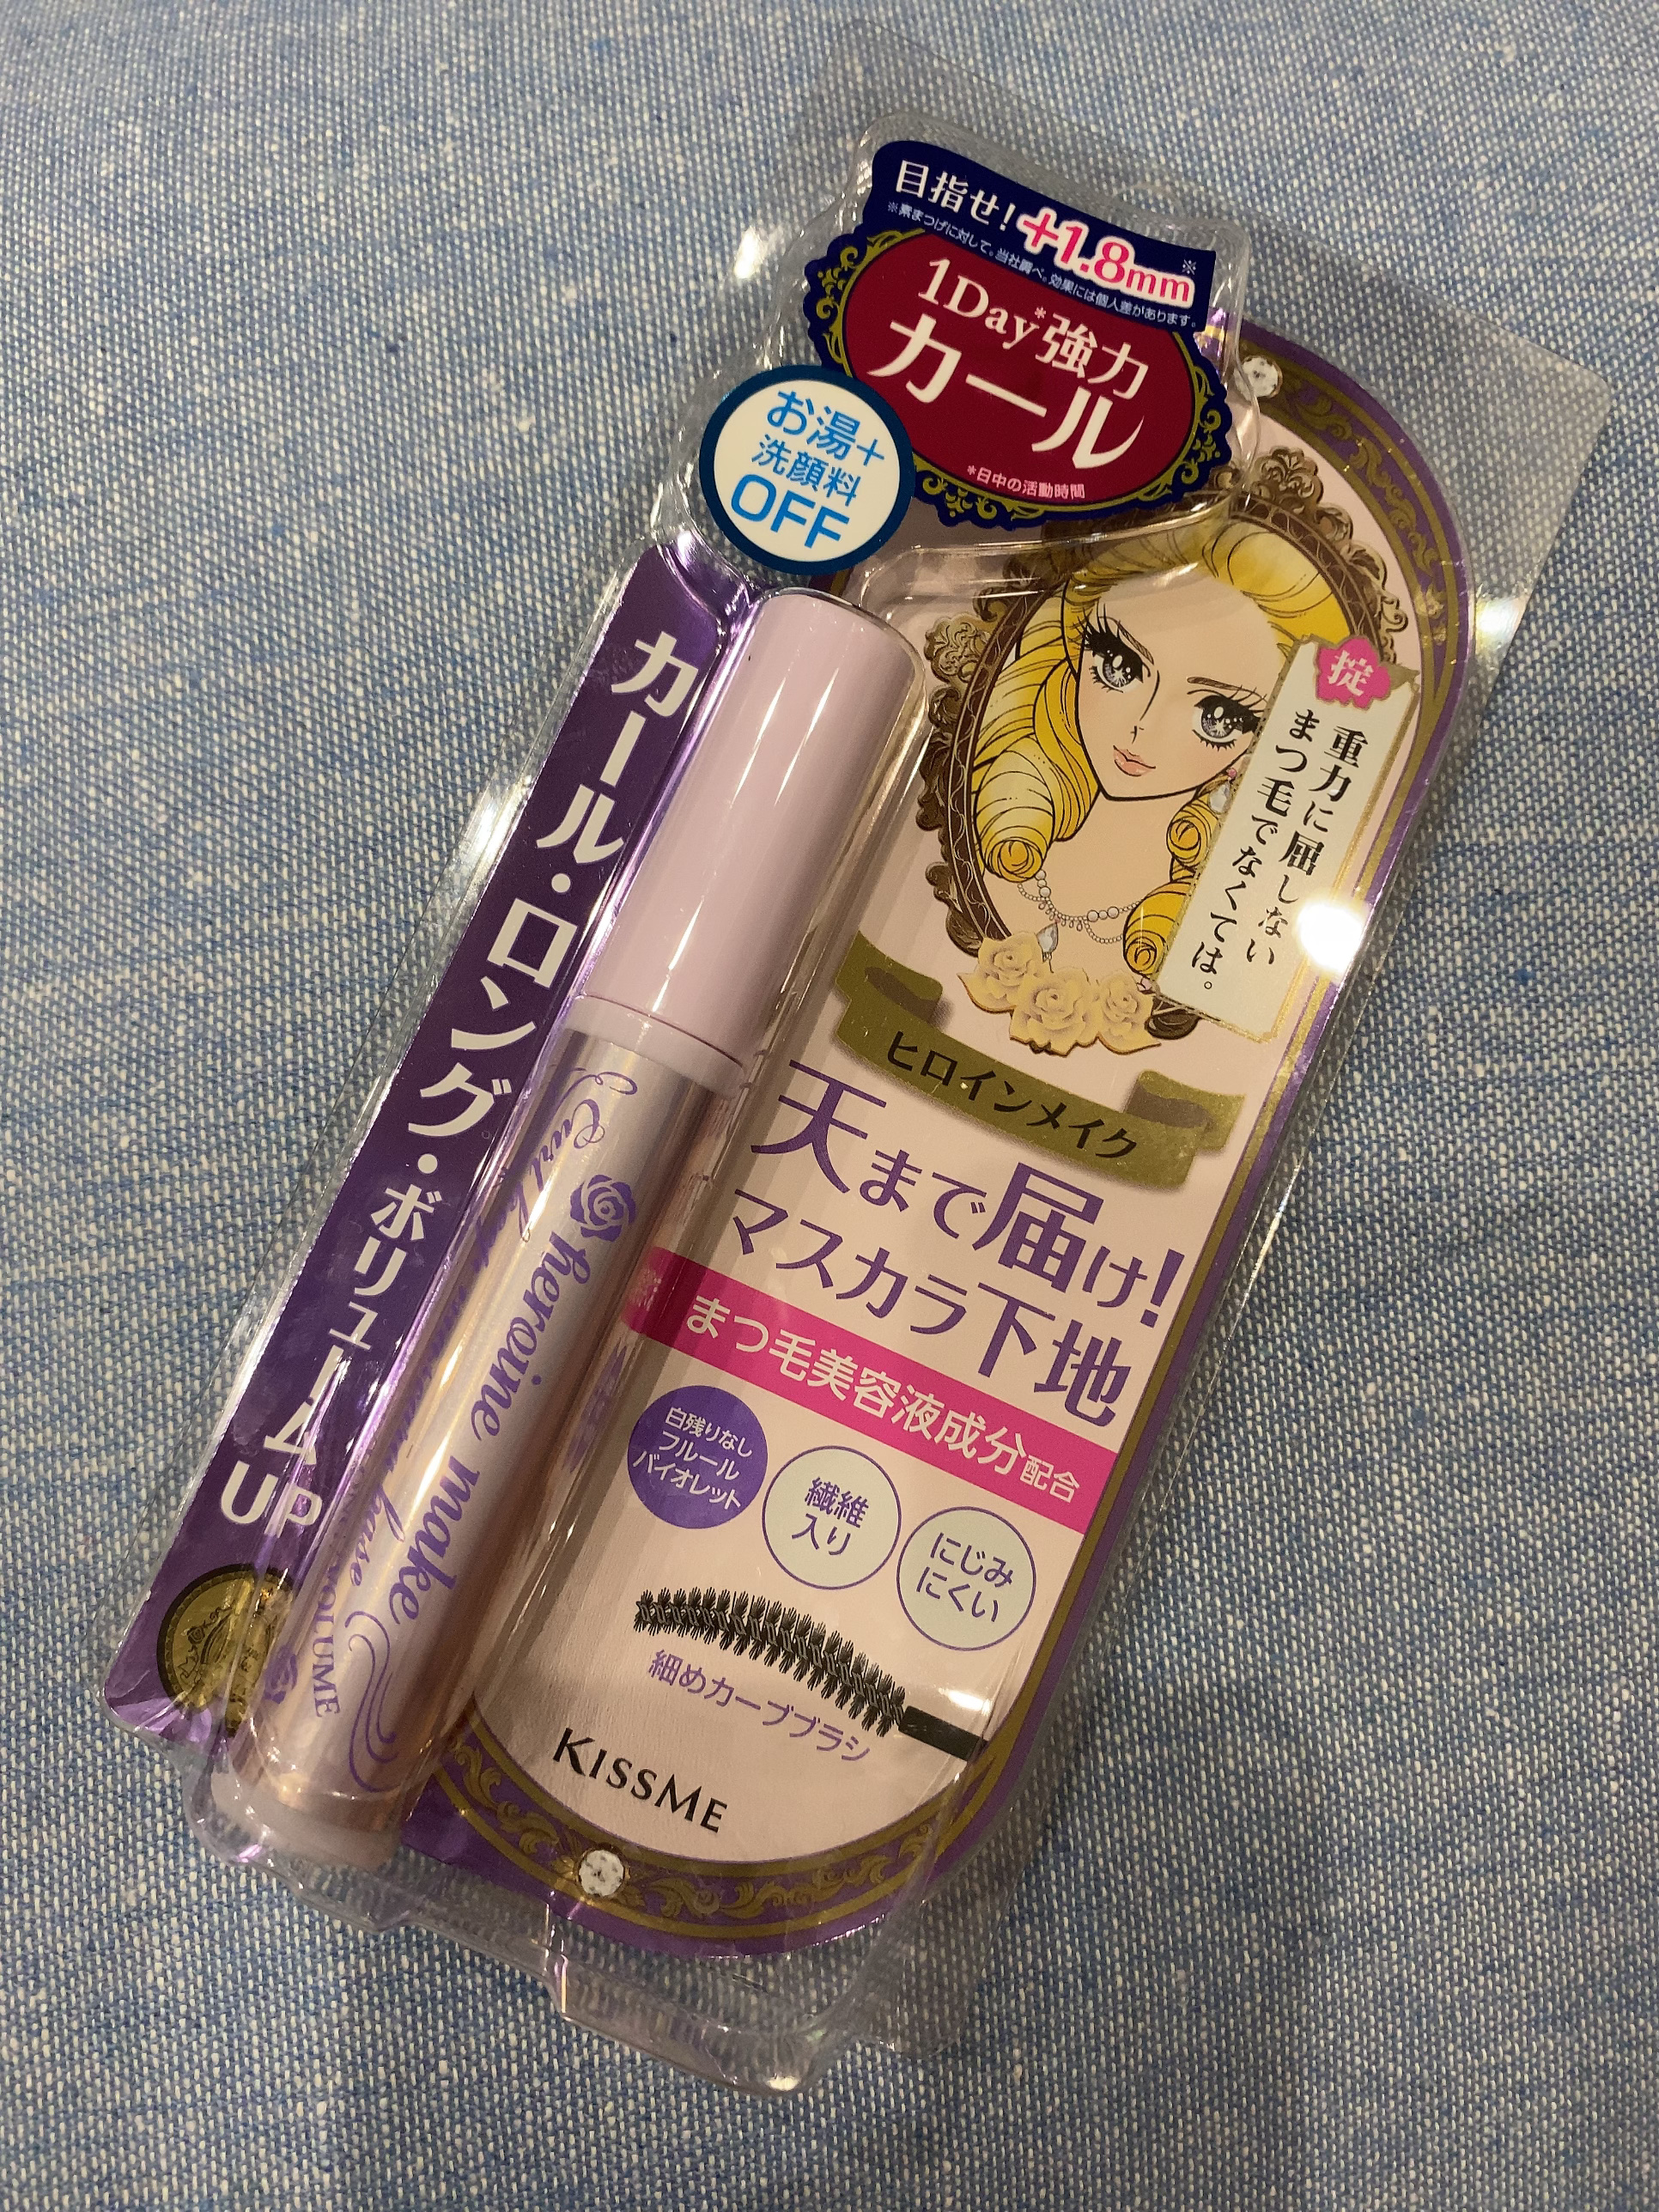 目指せ!+1.8mm※
※素まつげに対して。当社調べ。効果には個人差があります。
1Day*強力
カール
*日中の活動時間
お湯+
洗顔料
OFF
カール・ロング・ボリュームUP
掟
重力に屈しない
まつ毛でなくては。
ヒロインメイク
天まで届け!
マスカラ下地
まつ毛美容液成分配合
白残りなし
フルール
バイオレット
繊維
入り
にじみ
にくい
細めカーブブラシ
KISSME
heroine make
Curl keep
base
VOLUME